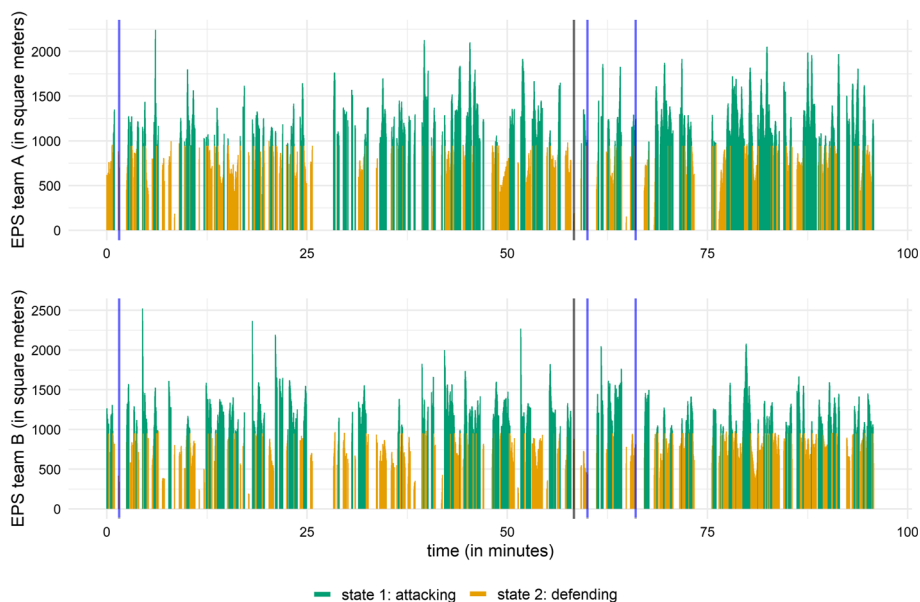 EPS team A (in square meters)
2000
1500
1000
500
0
0 25 50 75 100
EPS team B (in square meters)
2500
2000
1500
1000
500
0
0 25 50 75 100
time (in minutes)
state 1: attacking state 2: defending